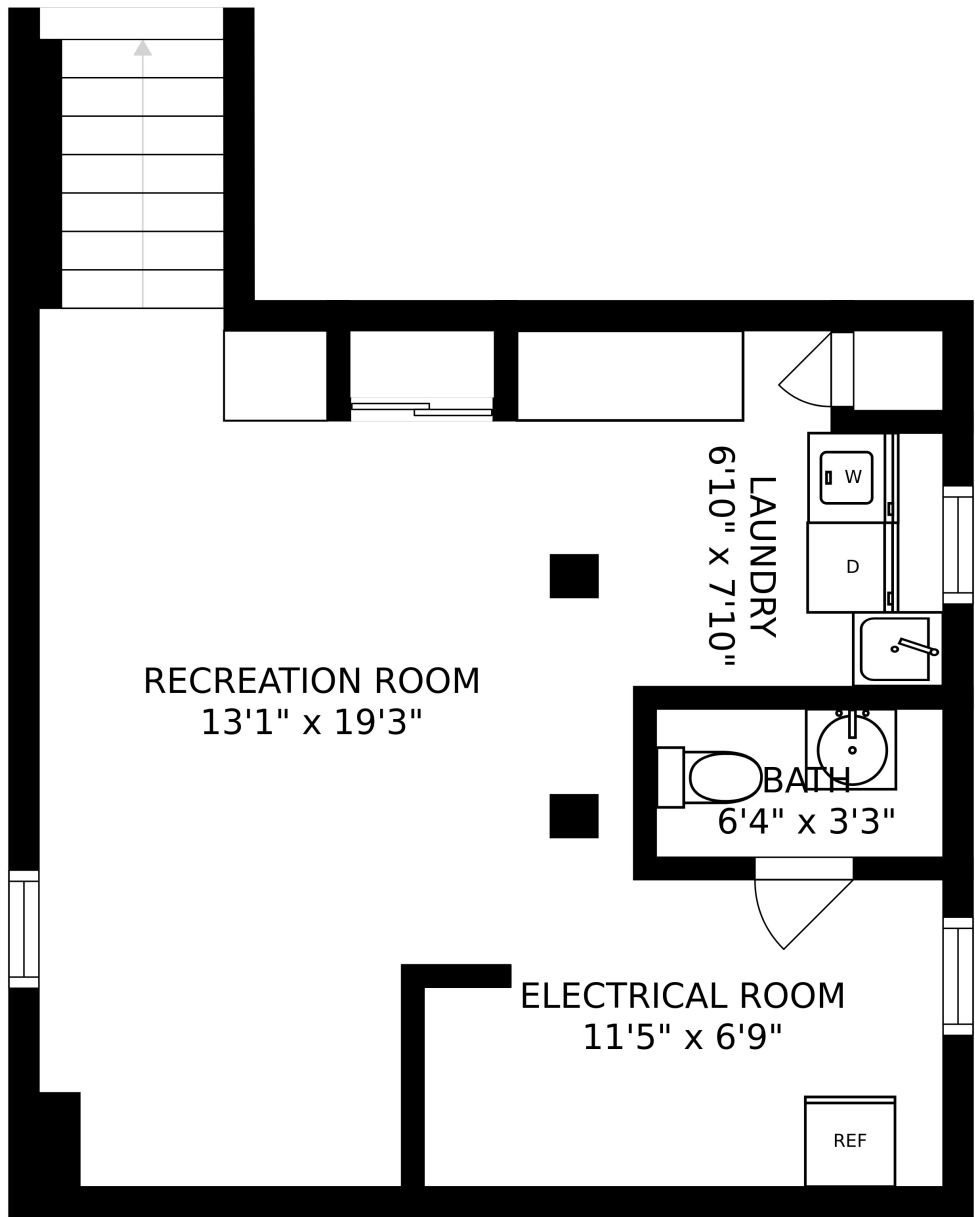 LAUNDRY
6'10" x 7'10"
W
D
RECREATION ROOM
13'1" x 19'3"
BATH
6'4" x 3'3"
ELECTRICAL ROOM
11'5" x 6'9"
REF